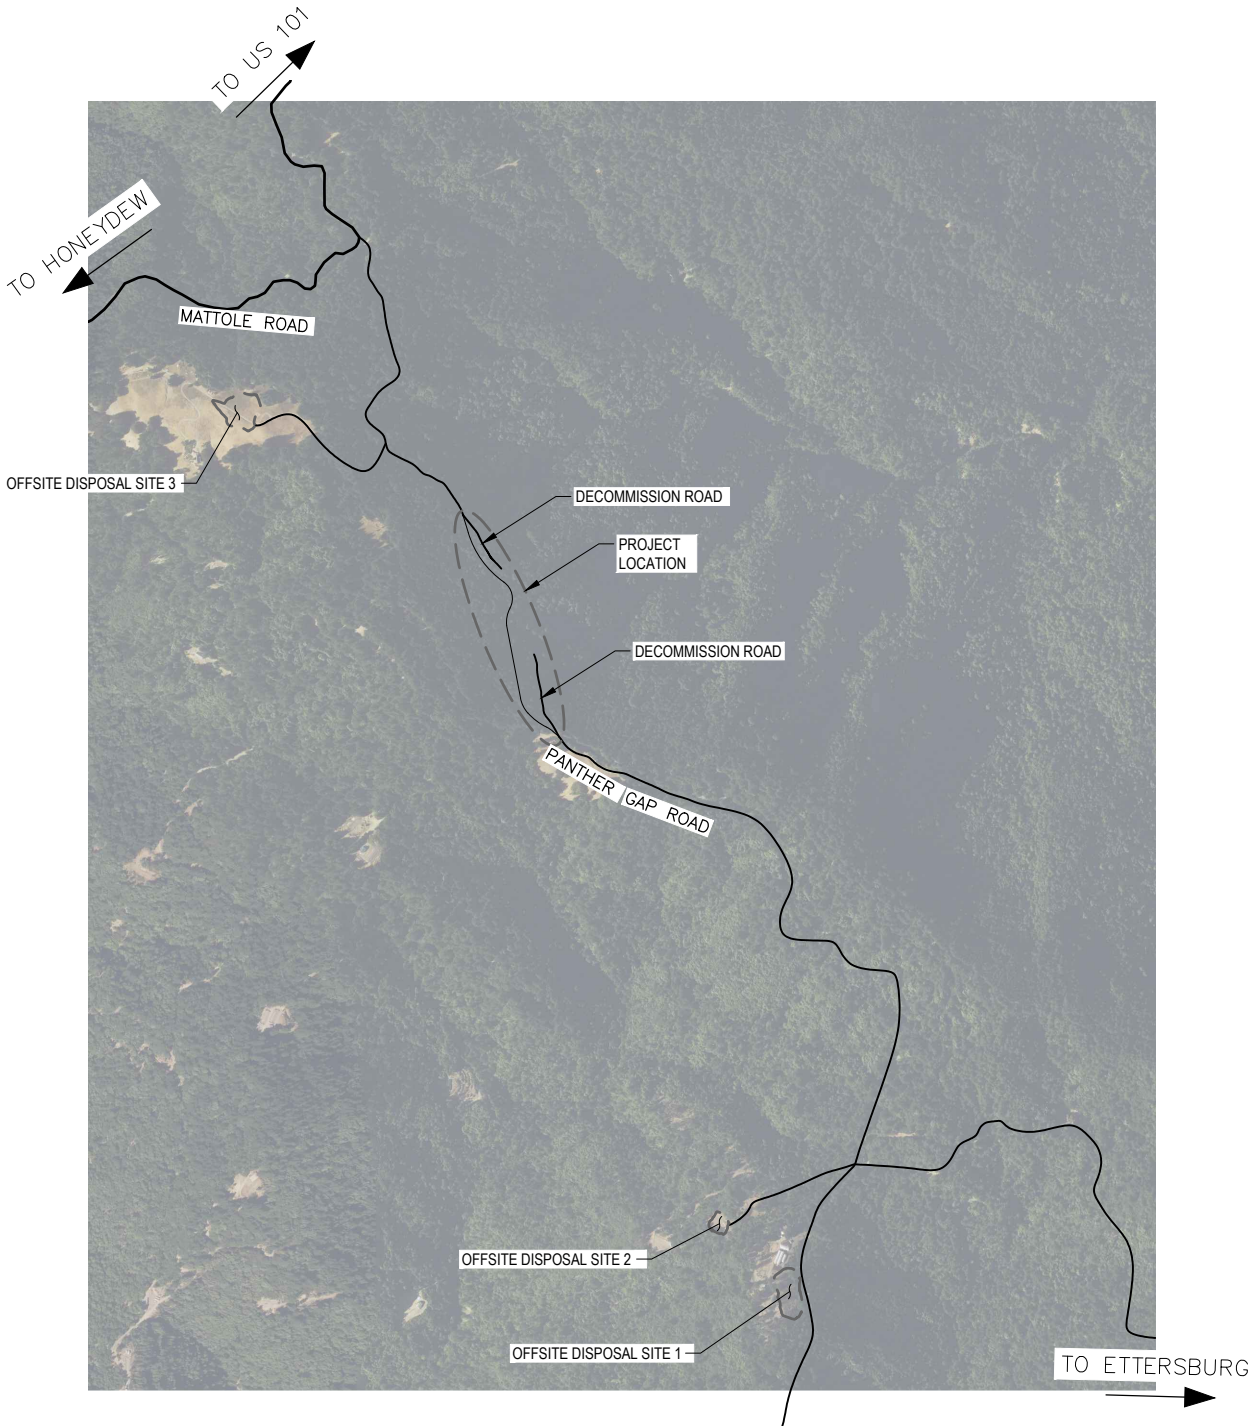 TO US 101
TO HONEYDEW
MATTOLE ROAD
OFFSITE DISPOSAL SITE 3
DECOMMISSION ROAD
PROJECT
LOCATION
DECOMMISSION ROAD
PANTHER GAP ROAD
OFFSITE DISPOSAL SITE 2
OFFSITE DISPOSAL SITE 1
TO ETTERSBURG